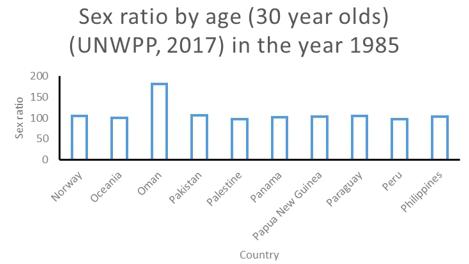 Sex ratio by age (30 year olds)
(UNWPP, 2017) in the year 1985
200
150
100
50
0
Sex ratio
Norway
Oceania
Oman
Pakistan
Palestine
Panama
Papua New Guinea
Paraguay
Peru
Philippines
Country